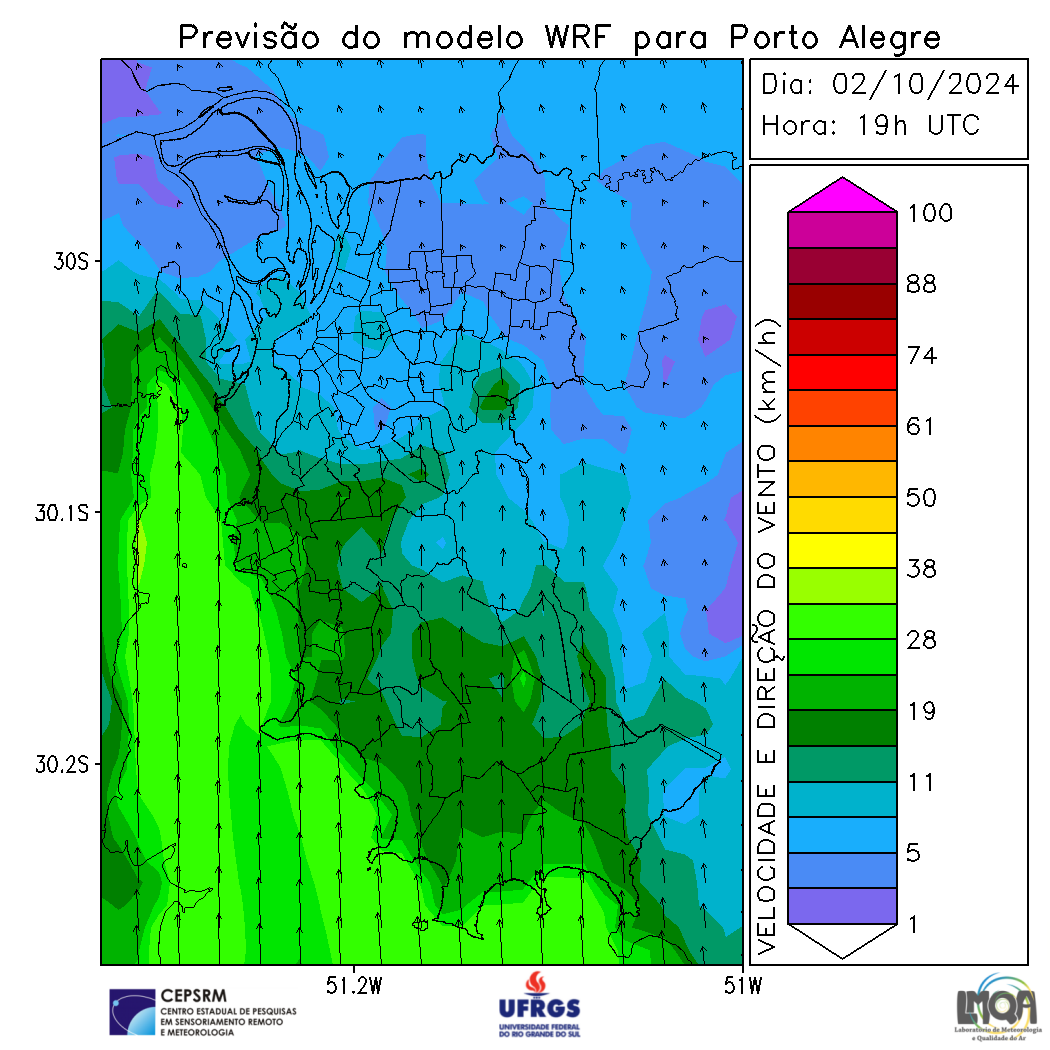 Previsão do modelo WRF para Porto Alegre
Dia: 02/10/2024
Hora: 19h UTC
30S
30.1S
30.2S
51.2W
51W
VELOCIDADE E DIREÇÃO DO VENTO (km/h)
100
88
74
61
50
38
28
19
11
5
1
CEPSRM
CENTRO ESTADUAL DE PESQUISAS
EM SENSORIAMENTO REMOTO
E METEOROLOGIA
UFRGS
UNIVERSIDADE FEDERAL
DO RIO GRANDE DO SUL
LMQA
Laboratório de Meteorologia
e Qualidade do Ar